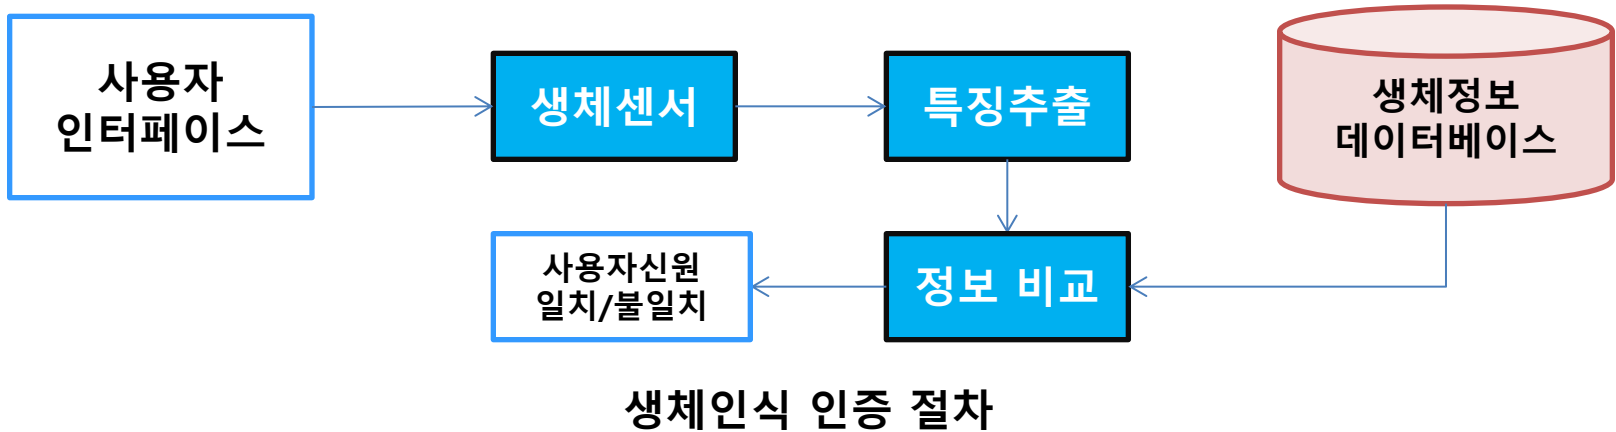 사용자
인터페이스
생체센서
특징추출
생체정보
데이터베이스
사용자신원
일치/불일치
정보 비교
생체인식 인증 절차